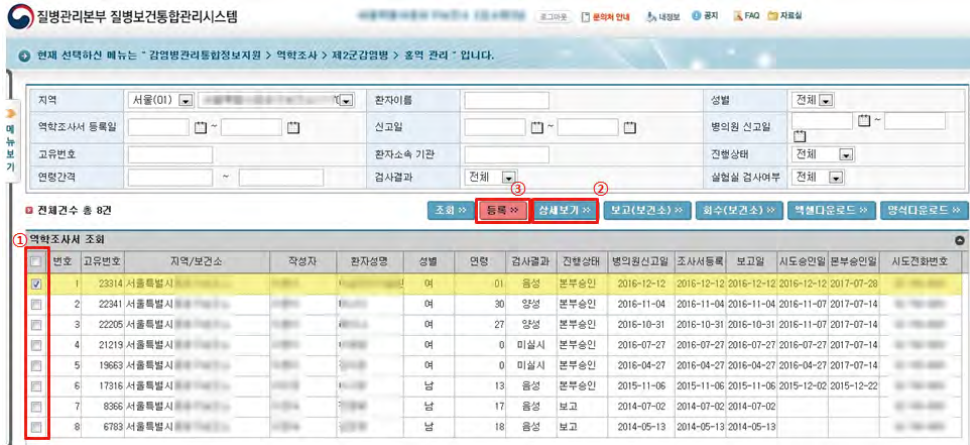 질병관리본부 질병보건통합관리시스템
로그아웃 문의처 안내 내정보 공지 FAQ 자료실
현재 선택하신 메뉴는 " 감염병관리통합정보지원 > 역학조사 > 제2군감염병 > 홍역 관리 " 입니다.
메뉴보기
지역 서울(01) 환자이름 성별 전체
역학조사서 등록일 ~ 신고일 ~ 병의원 신고일 ~
고유번호 환자소속 기관 진행상태 전체
연령간격 ~ 검사결과 전체 실험실 검사여부 전체
③ ②
전체건수 총 8건 조회 등록 상세보기 보고(보건소) 회수(보건소) 엑셀다운로드 양식다운로드
① 역학조사서 조회
번호 고유번호 지역/보건소 작성자 환자성명 성별 연령 검사결과 진행상태 병의원신고일 조사서등록 보고일 시도승인일 본부승인일 시도전화번호
1 23314 서울특별시 여 01 음성 본부승인 2016-12-12 2016-12-12 2016-12-12 2016-12-12 2017-07-28
2 22341 서울특별시 여 30 양성 본부승인 2016-11-04 2016-11-04 2016-11-04 2016-11-07 2017-07-14
3 22205 서울특별시 여 27 양성 본부승인 2016-10-31 2016-10-31 2016-10-31 2016-11-07 2017-07-14
4 21219 서울특별시 여 0 미실시 본부승인 2016-07-27 2016-07-27 2016-07-27 2016-07-27 2017-07-14
5 19663 서울특별시 여 0 미실시 본부승인 2016-04-27 2016-04-27 2016-04-27 2016-04-27 2017-07-14
6 17316 서울특별시 남 13 음성 본부승인 2015-11-06 2015-11-06 2015-11-06 2015-12-02 2015-12-22
7 8366 서울특별시 남 17 음성 보고 2014-07-02 2014-07-02 2014-07-02
8 6783 서울특별시 남 18 음성 보고 2014-05-13 2014-05-13 2014-05-13